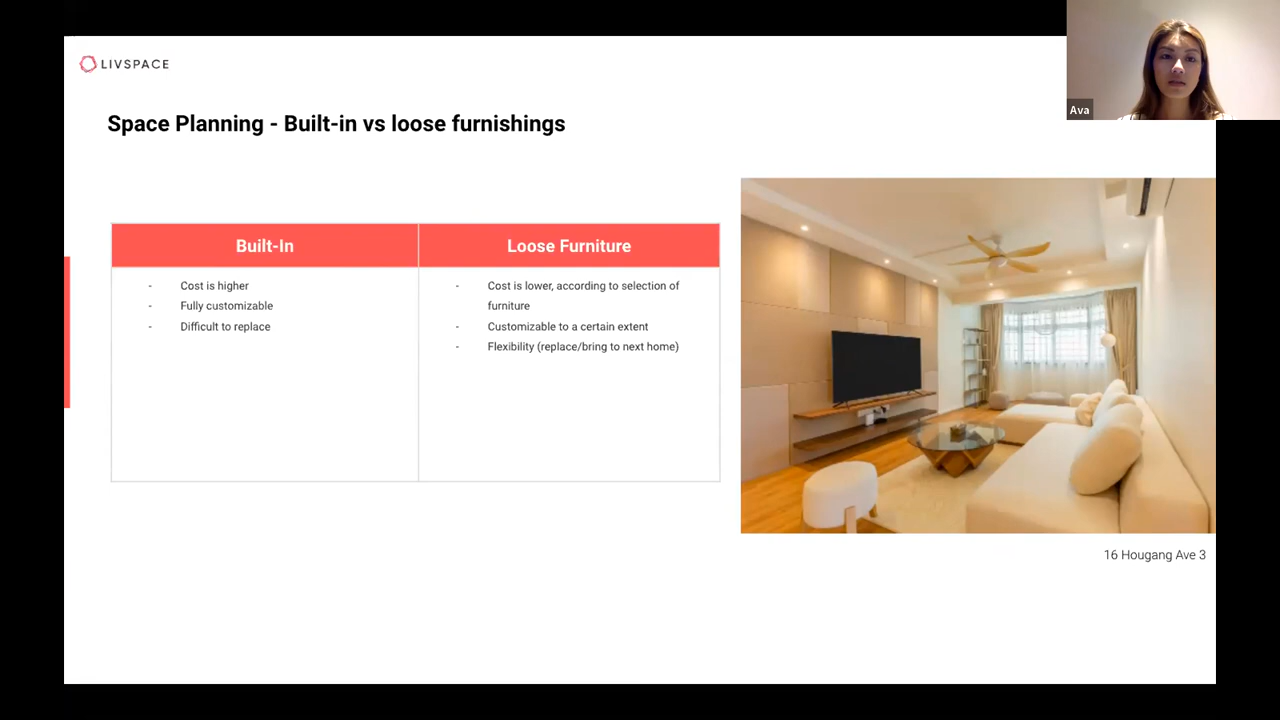 LIVSPACE
Ava
Space Planning - Built-in vs loose furnishings
Built-In
Loose Furniture
- Cost is higher
- Fully customizable
- Difficult to replace
- Cost is lower, according to selection of
furniture
- Customizable to a certain extent
- Flexibility (replace/bring to next home)
16 Hougang Ave 3